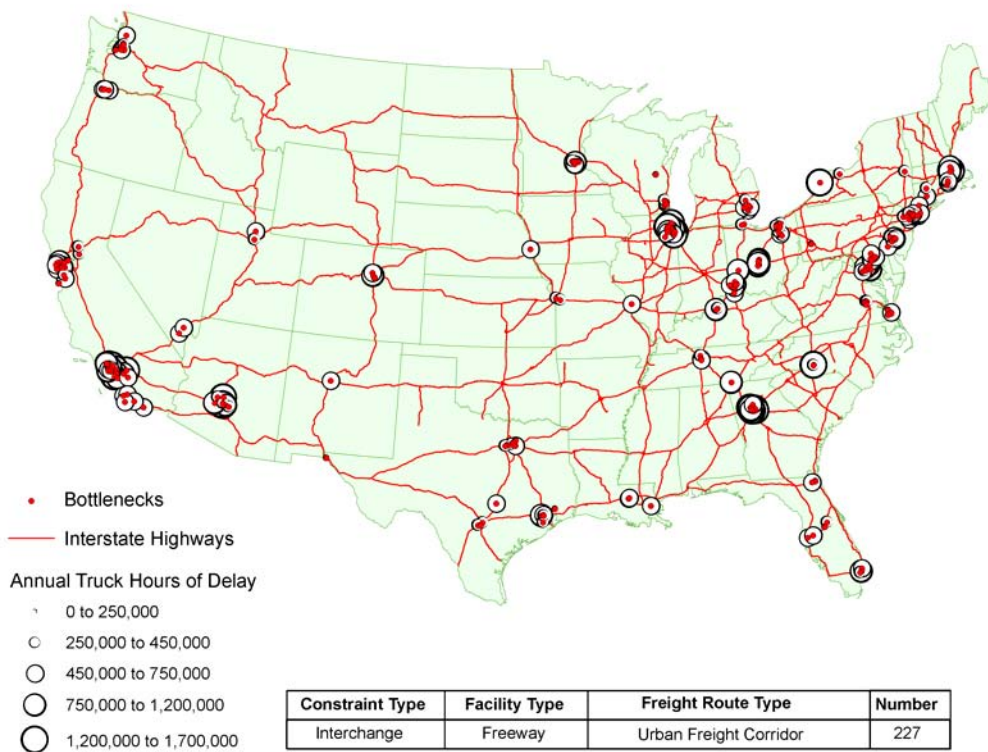 Bottlenecks
Interstate Highways
Annual Truck Hours of Delay
0 to 250,000
250,000 to 450,000
450,000 to 750,000
750,000 to 1,200,000
1,200,000 to 1,700,000
Constraint Type Facility Type Freight Route Type Number
Interchange Freeway Urban Freight Corridor 227